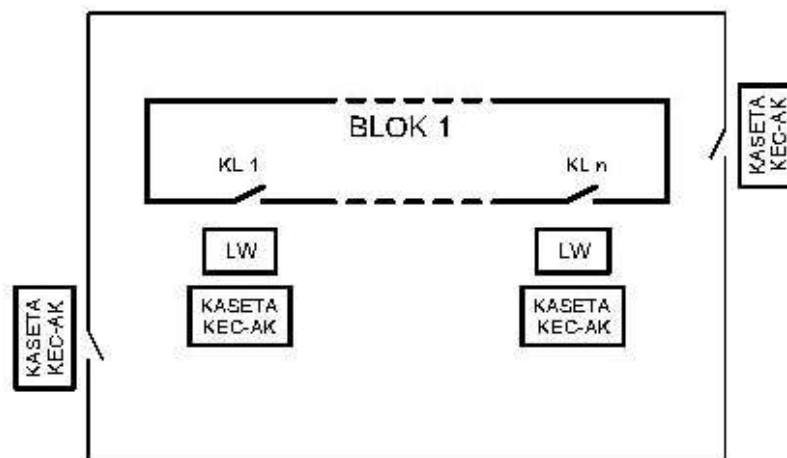 BLOK 1
KL 1
KL n
LW
LW
KASETA
KEC-AK
KASETA
KEC-AK
KASETA
KEC-AK
KASETA
KEC-AK